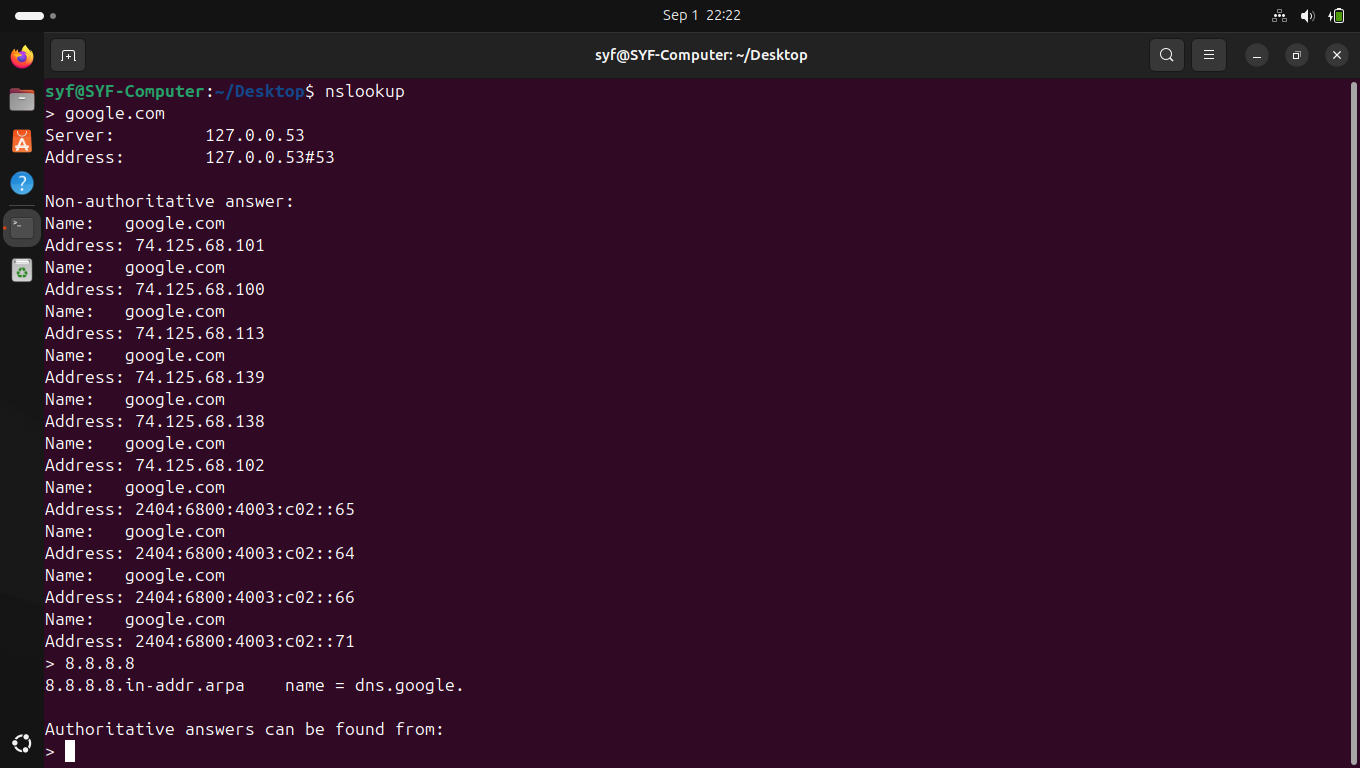 Sep 1 22:22
syf@SYF-Computer: ~/Desktop
syf@SYF-Computer:~/Desktop$ nslookup
> google.com
Server:         127.0.0.53
Address:        127.0.0.53#53

Non-authoritative answer:
Name:   google.com
Address: 74.125.68.101
Name:   google.com
Address: 74.125.68.100
Name:   google.com
Address: 74.125.68.113
Name:   google.com
Address: 74.125.68.139
Name:   google.com
Address: 74.125.68.138
Name:   google.com
Address: 74.125.68.102
Name:   google.com
Address: 2404:6800:4003:c02::65
Name:   google.com
Address: 2404:6800:4003:c02::64
Name:   google.com
Address: 2404:6800:4003:c02::66
Name:   google.com
Address: 2404:6800:4003:c02::71
> 8.8.8.8
8.8.8.8.in-addr.arpa    name = dns.google.

Authoritative answers can be found from:
>